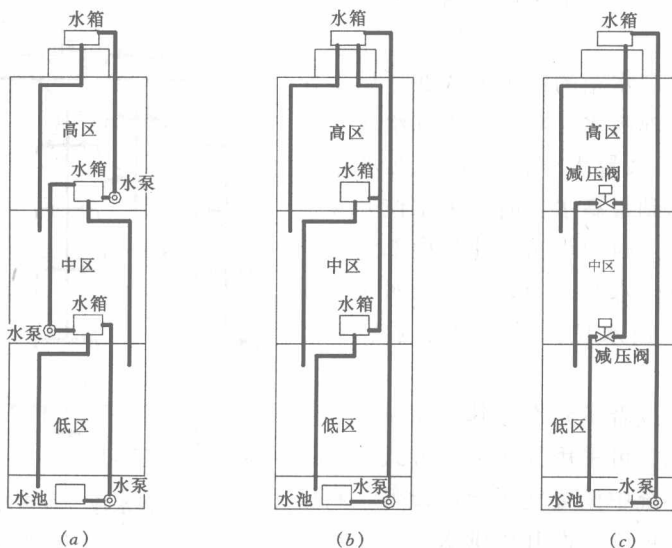 水箱
高区
水箱
水泵
中区
水箱
水泵
低区
水池
水泵
(a)
水箱
高区
水箱
中区
水箱
低区
水池
水泵
(b)
水箱
高区
减压阀
中区
减压阀
低区
水池
水泵
(c)